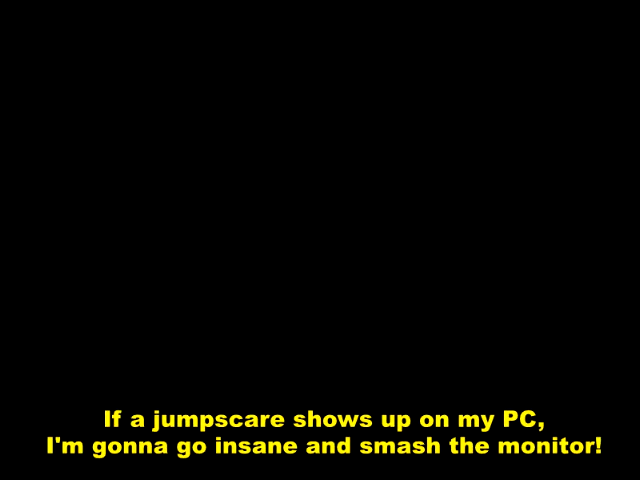 If a jumpscare shows up on my PC,
I'm gonna go insane and smash the monitor!